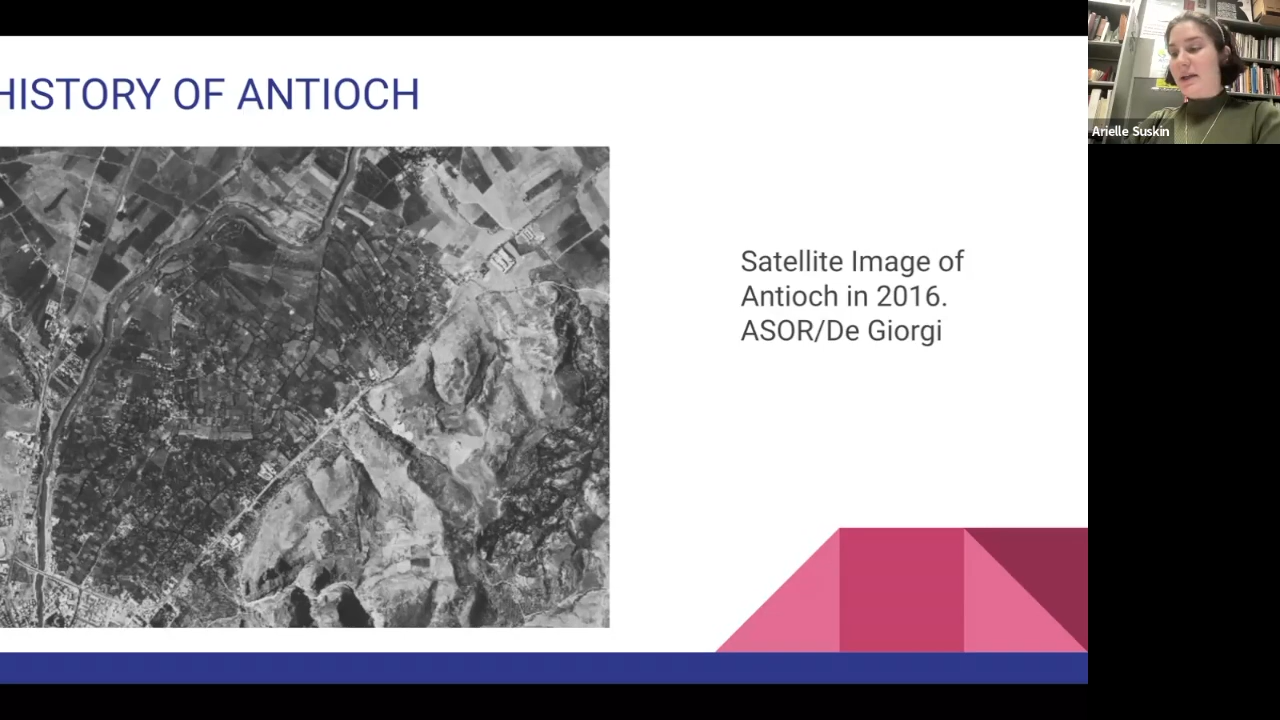 HISTORY OF ANTIOCH
Satellite Image of
Antioch in 2016.
ASOR/De Giorgi
Arielle Suskin